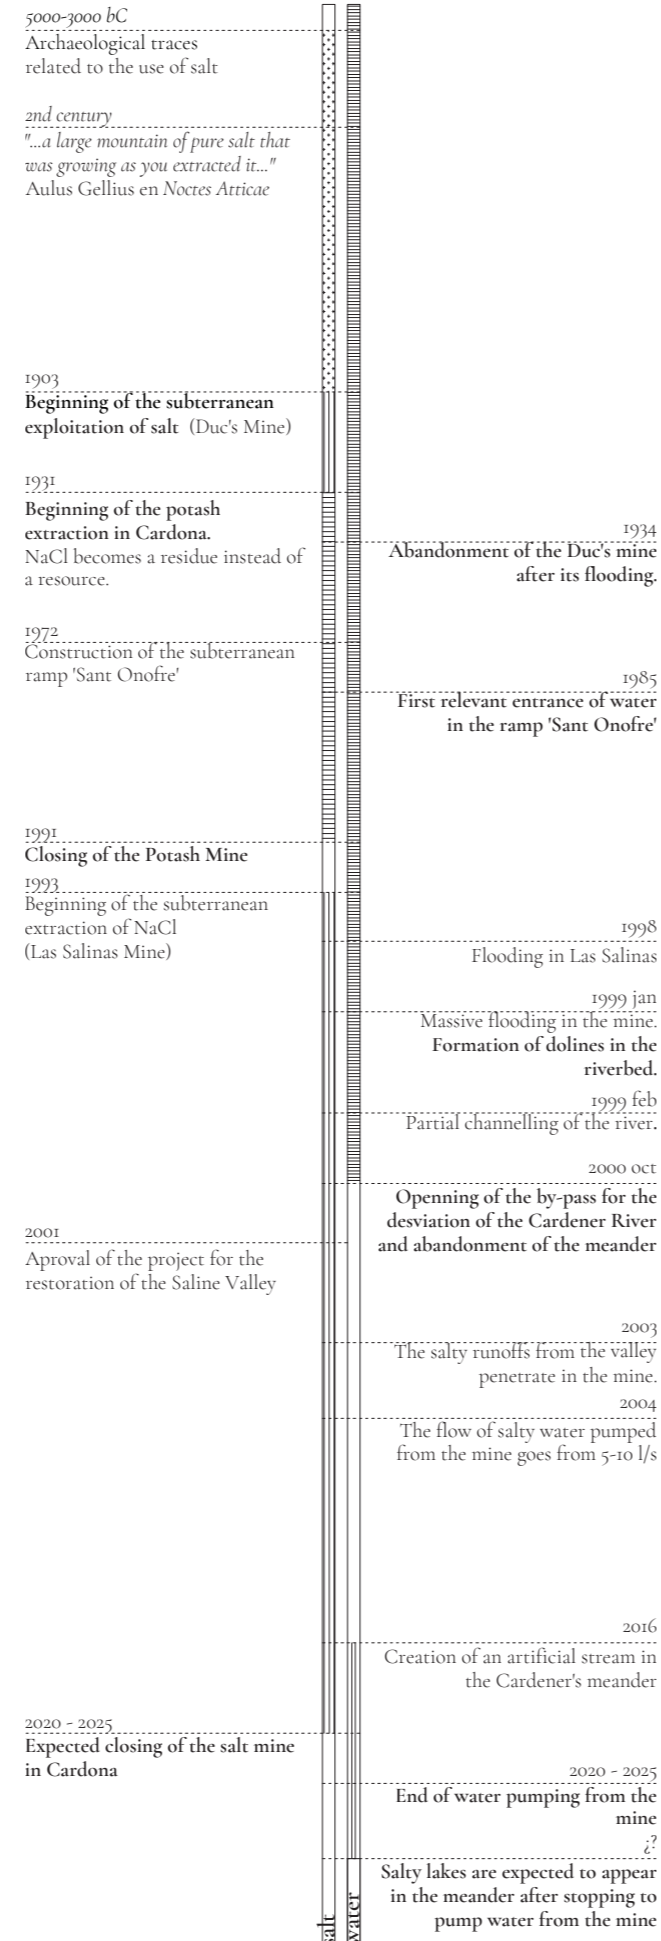 5000-3000 bC
Archaeological traces
related to the use of salt
2nd century
"...a large mountain of pure salt that
was growing as you extracted it..."
Aulus Gellius en Noctes Atticae
1903
Beginning of the subterranean
exploitation of salt (Duc's Mine)
1931
Beginning of the potash
extraction in Cardona.
NaCl becomes a residue instead of
a resource.
1934
Abandonment of the Duc's mine
after its flooding.
1972
Construction of the subterranean
ramp 'Sant Onofre'
1985
First relevant entrance of water
in the ramp 'Sant Onofre'
1991
Closing of the Potash Mine
1993
Beginning of the subterranean
extraction of NaCl
(Las Salinas Mine)
1998
Flooding in Las Salinas
1999 jan
Massive flooding in the mine.
Formation of dolines in the
riverbed.
1999 feb
Partial channelling of the river.
2000 oct
Openning of the by-pass for the
desviation of the Cardener River
and abandonment of the meander
2001
Aproval of the project for the
restoration of the Saline Valley
2003
The salty runoffs from the valley
penetrate in the mine.
2004
The flow of salty water pumped
from the mine goes from 5-10 l/s
2016
Creation of an artificial stream in
the Cardener's meander
2020 - 2025
Expected closing of the salt mine
in Cardona
2020 - 2025
End of water pumping from the
mine
¿?
Salty lakes are expected to appear
in the meander after stopping to
pump water from the mine
alt
vater